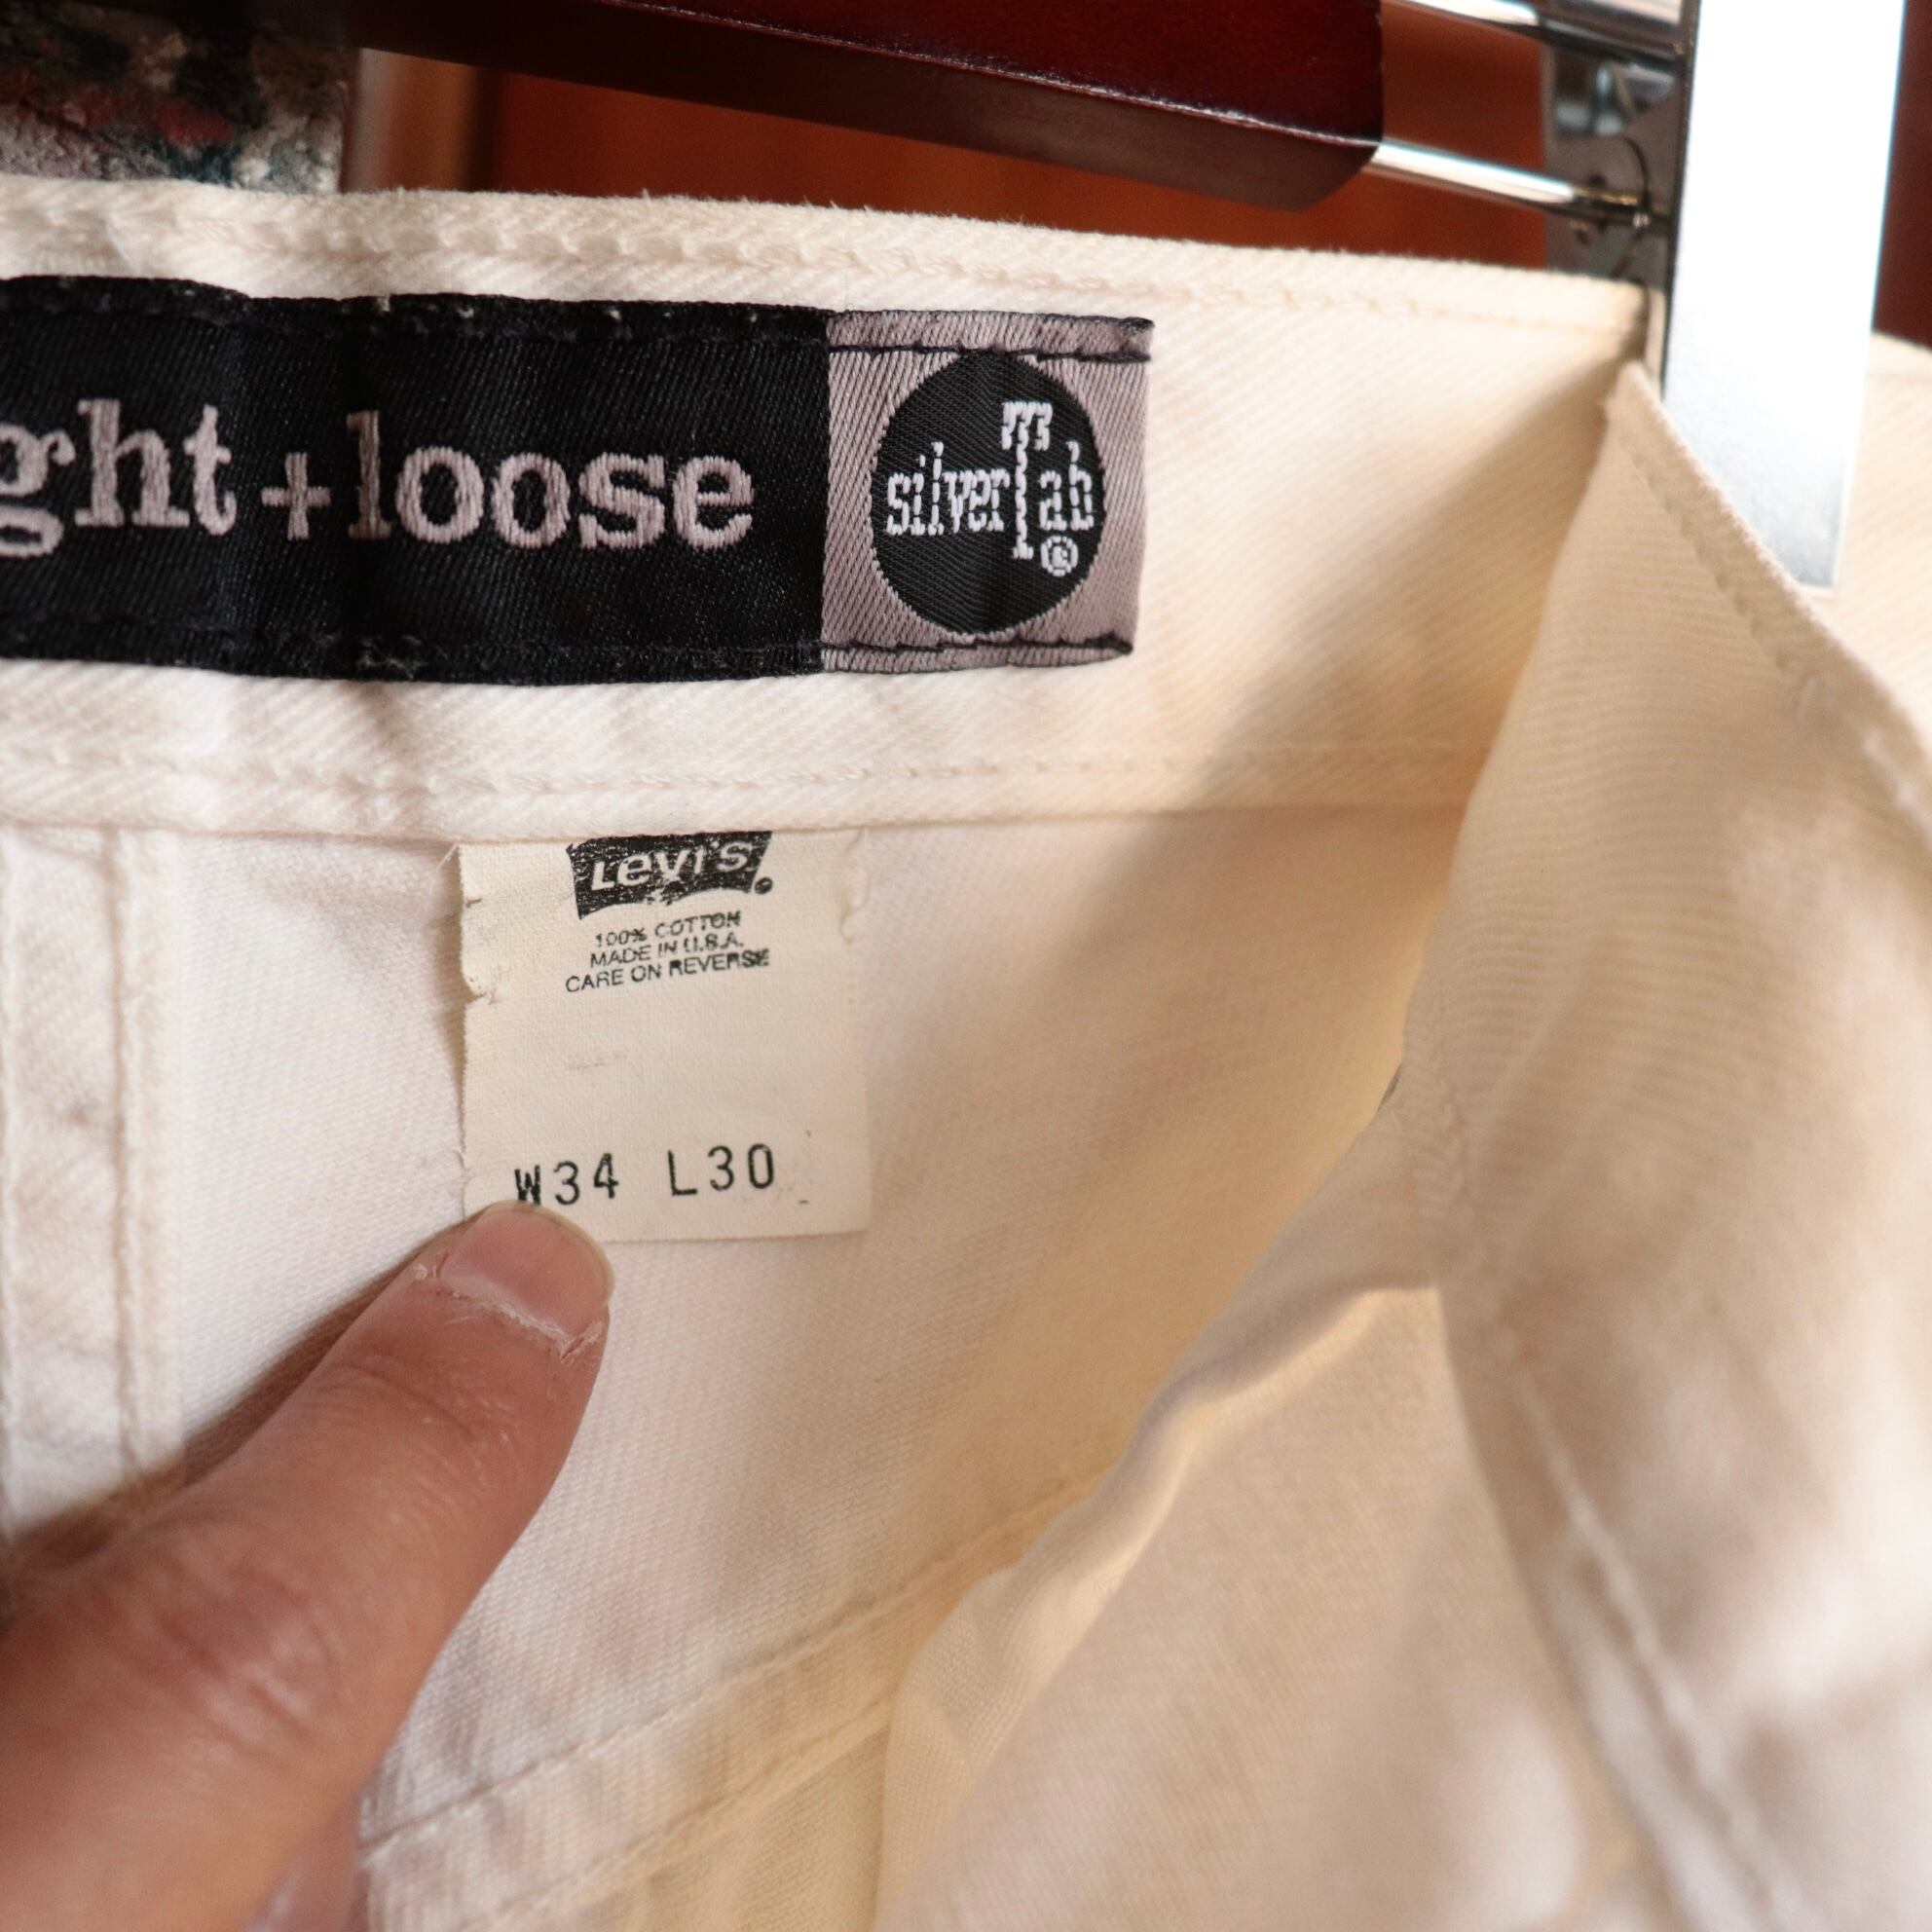 ght + loose
silverTab®
Levi's
100% COTTON
MADE IN U.S.A.
CARE ON REVERSE
W34 L30